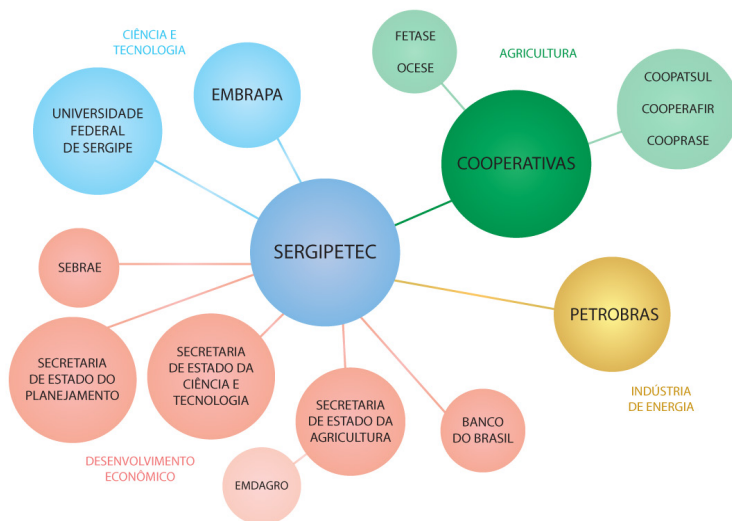 CIÊNCIA E
TECNOLOGIA
UNIVERSIDADE
FEDERAL
DE SERGIPE
EMBRAPA
FETASE
OCESE
AGRICULTURA
COOPATSUL
COOPERAFIR
COOPRASE
COOPERATIVAS
SERGIPETEC
SEBRAE
PETROBRAS
SECRETARIA
DE ESTADO DO
PLANEJAMENTO
SECRETARIA
DE ESTADO DA
CIÊNCIA E
TECNOLOGIA
SECRETARIA
DE ESTADO DA
AGRICULTURA
BANCO
DO BRASIL
INDÚSTRIA
DE ENERGIA
DESENVOLVIMENTO
ECONÔMICO
EMDAGRO